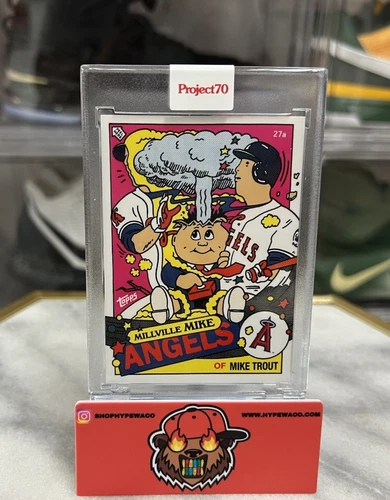 Project70
27a
ANGELS
topps
MILLVILLE MIKE
ANGELS
A
OF MIKE TROUT
SHOPHYPEWACO
WWW.HYPEWACO.COM